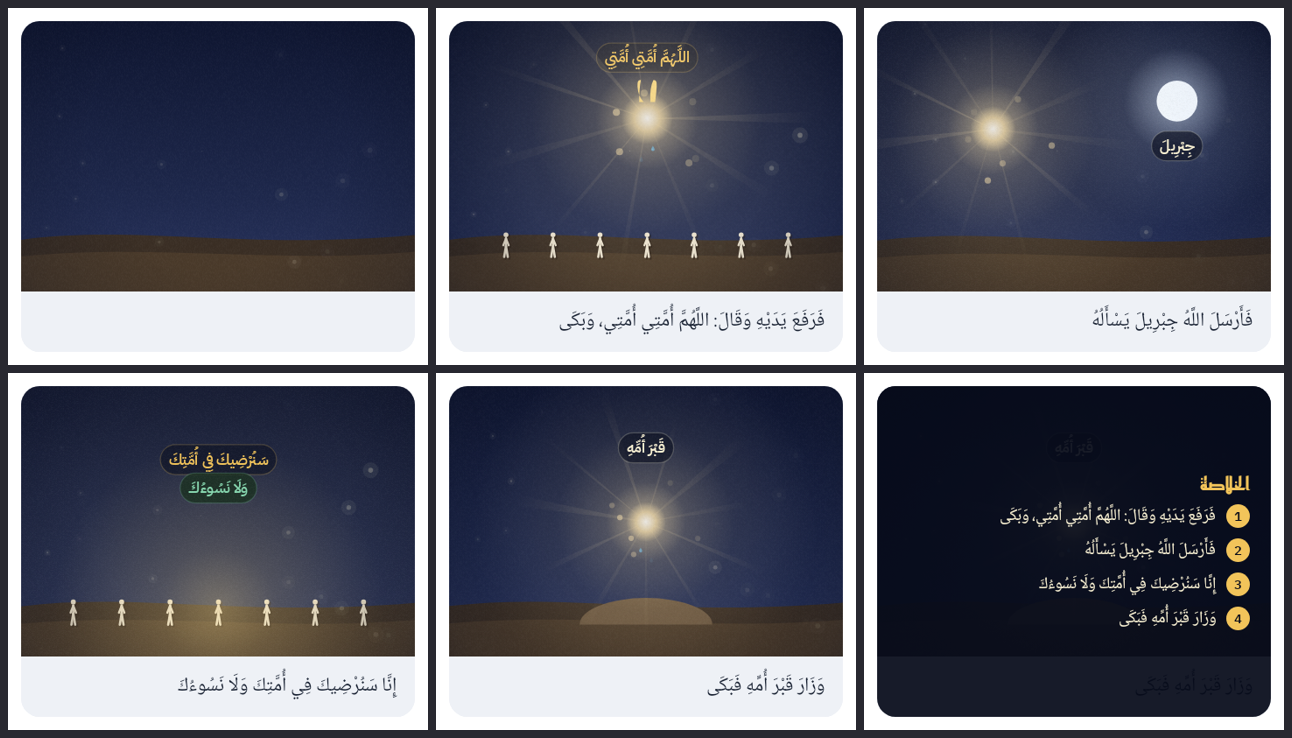 اللَّهُمَّ أُمَّتِي أُمَّتِي
فَرَفَعَ يَدَيْهِ وَقَالَ: اللَّهُمَّ أُمَّتِي أُمَّتِي، وَبَكَى
جِبْرِيلَ
فَأَرْسَلَ اللَّهُ جِبْرِيلَ يَسْأَلُهُ
سَنُرْضِيكَ فِي أُمَّتِكَ
وَلَا نَسُوءُكَ
إِنَّا سَنُرْضِيكَ فِي أُمَّتِكَ وَلَا نَسُوءُكَ
قَبْرَ أُمِّهِ
وَزَارَ قَبْرَ أُمِّهِ فَبَكَى
قَبْرَ أُمِّهِ
الخلاصة
1 فَرَفَعَ يَدَيْهِ وَقَالَ: اللَّهُمَّ أُمَّتِي أُمَّتِي، وَبَكَى
2 فَأَرْسَلَ اللَّهُ جِبْرِيلَ يَسْأَلُهُ
3 إِنَّا سَنُرْضِيكَ فِي أُمَّتِكَ وَلَا نَسُوءُكَ
4 وَزَارَ قَبْرَ أُمِّهِ فَبَكَى
وَزَارَ قَبْرَ أُمِّهِ فَبَكَى